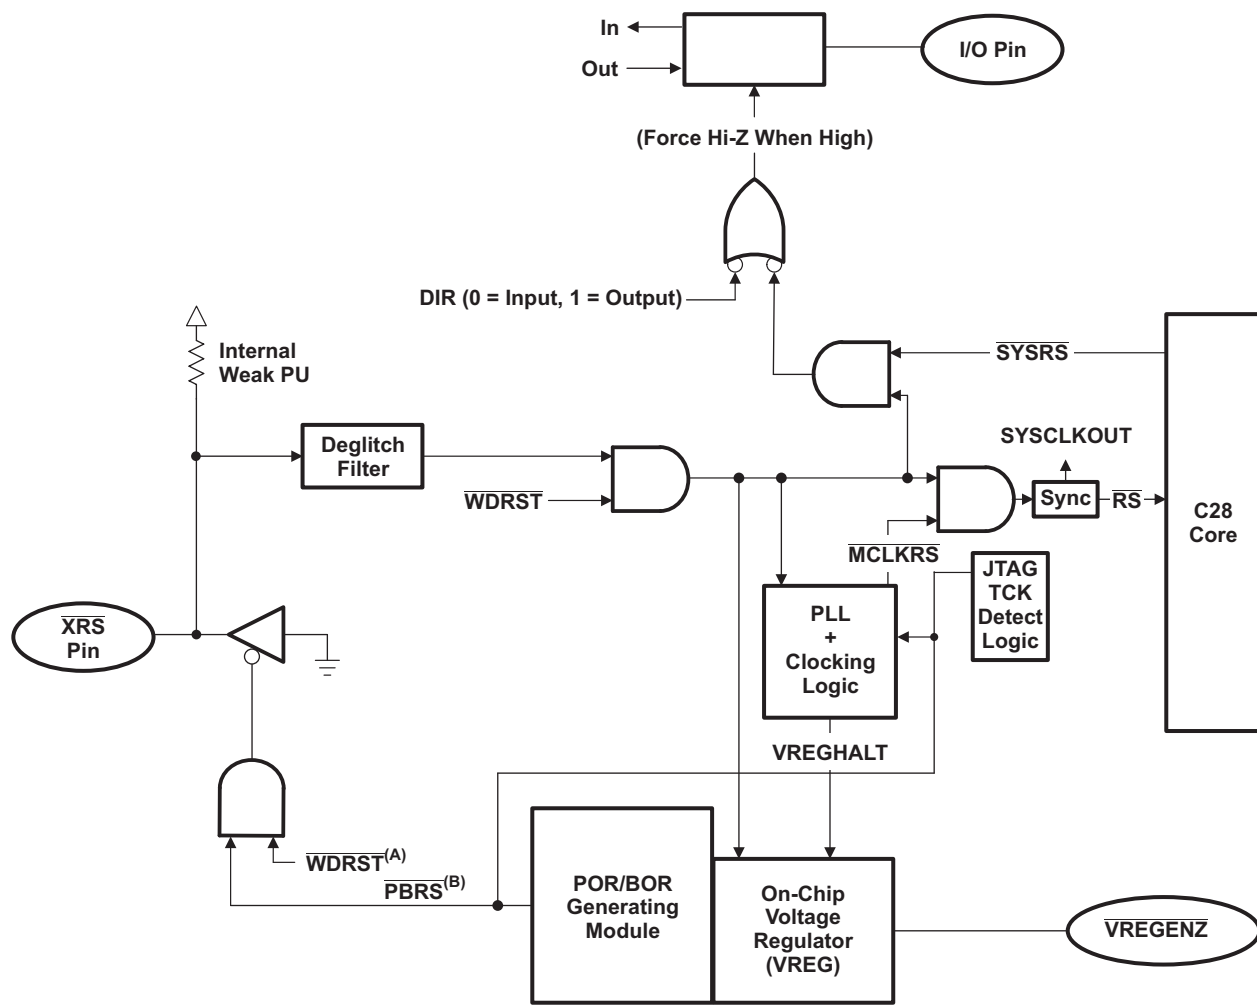 In
Out
I/O Pin
(Force Hi-Z When High)
DIR (0 = Input, 1 = Output)
Internal
Weak PU
SYSRS
Deglitch
Filter
WDRST
SYSCLKOUT
Sync
RS
C28
Core
MCLKRS
JTAG
TCK
Detect
Logic
PLL
+
Clocking
Logic
XRS
Pin
VREGHALT
WDRST(A)
PBRS(B)
POR/BOR
Generating
Module
On-Chip
Voltage
Regulator
(VREG)
VREGENZ